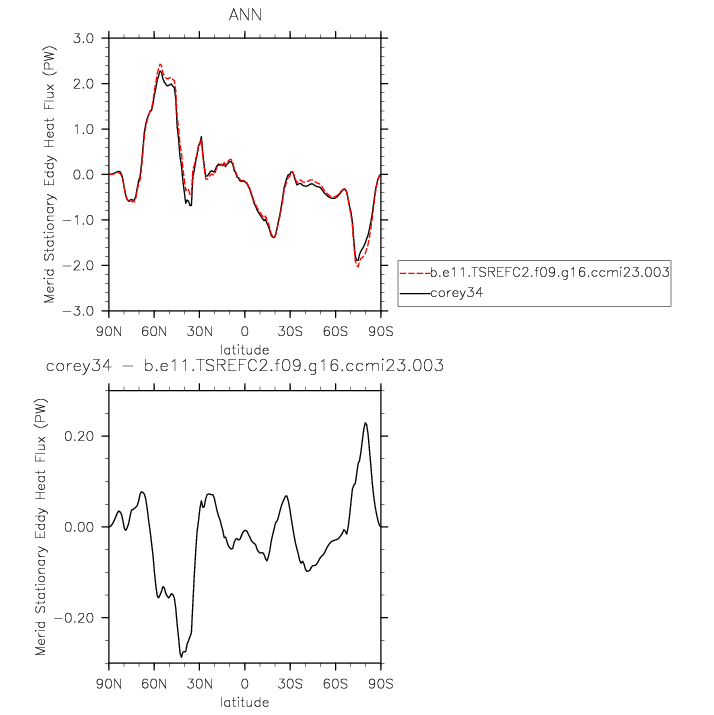 ANN
Merid Stationary Eddy Heat Flux (PW)
3.0
2.0
1.0
0.0
-1.0
-2.0
-3.0
90N 60N 30N 0 30S 60S 90S
latitude
b.e11.TSREFC2.f09.g16.ccmi23.003
corey34
corey34 - b.e11.TSREFC2.f09.g16.ccmi23.003
Merid Stationary Eddy Heat Flux (PW)
0.20
0.00
-0.20
90N 60N 30N 0 30S 60S 90S
latitude